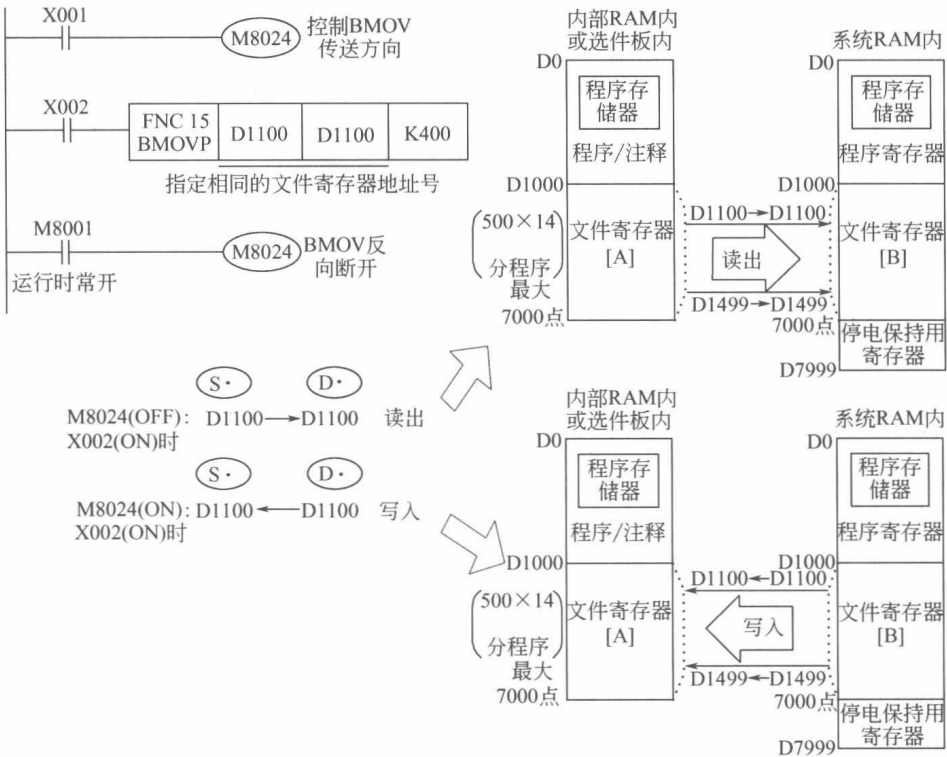 X001
M8024
控制BMOV
传送方向
X002
FNC 15
BMOVP
D1100
D1100
K400
指定相同的文件寄存器地址号
M8001
M8024
BMOV反
向断开
运行时常开
S·
D·
M8024(OFF): D1100→D1100 读出
X002(ON)时
S·
D·
M8024(ON): D1100←D1100 写入
X002(ON)时
内部RAM内
或选件板内
D0
程序存
储器
程序/注释
D1000
(500×14
分程序)
最大
7000点
文件寄存器
[A]
D1100→D1100
读出
D1499→D1499
系统RAM内
D0
程序存
储器
程序寄存器
D1000
文件寄存器
[B]
7000点
停电保持用
寄存器
D7999
内部RAM内
或选件板内
D0
程序存
储器
程序/注释
D1000
(500×14
分程序)
最大
7000点
文件寄存器
[A]
D1100←D1100
写入
D1499←D1499
系统RAM内
D0
程序存
储器
程序寄存器
D1000
文件寄存器
[B]
7000点
停电保持用
寄存器
D7999